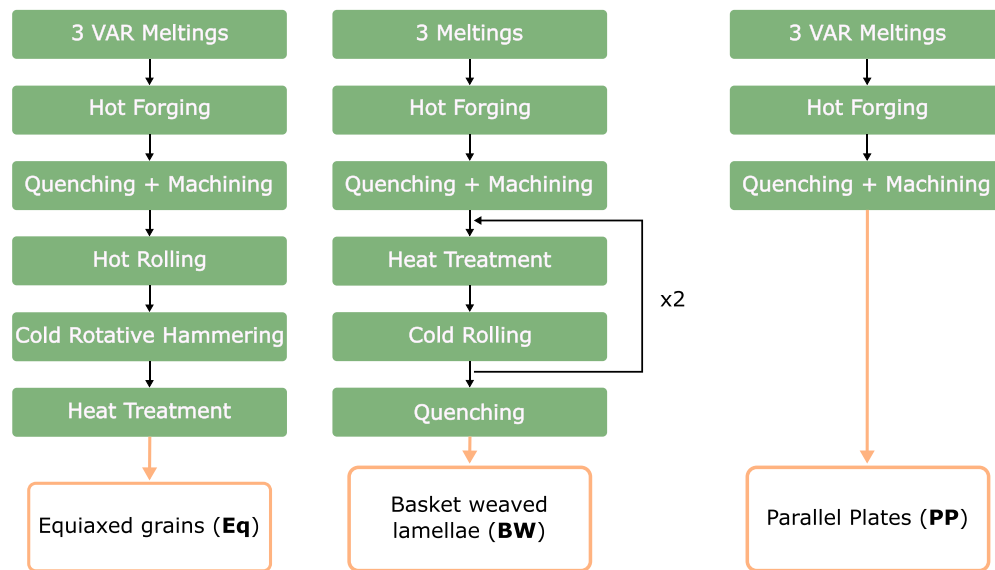 3 VAR Meltings
Hot Forging
Quenching + Machining
Hot Rolling
Cold Rotative Hammering
Heat Treatment
Equiaxed grains (Eq)
3 Meltings
Hot Forging
Quenching + Machining
Heat Treatment
Cold Rolling
x2
Quenching
Basket weaved
lamellae (BW)
3 VAR Meltings
Hot Forging
Quenching + Machining
Parallel Plates (PP)